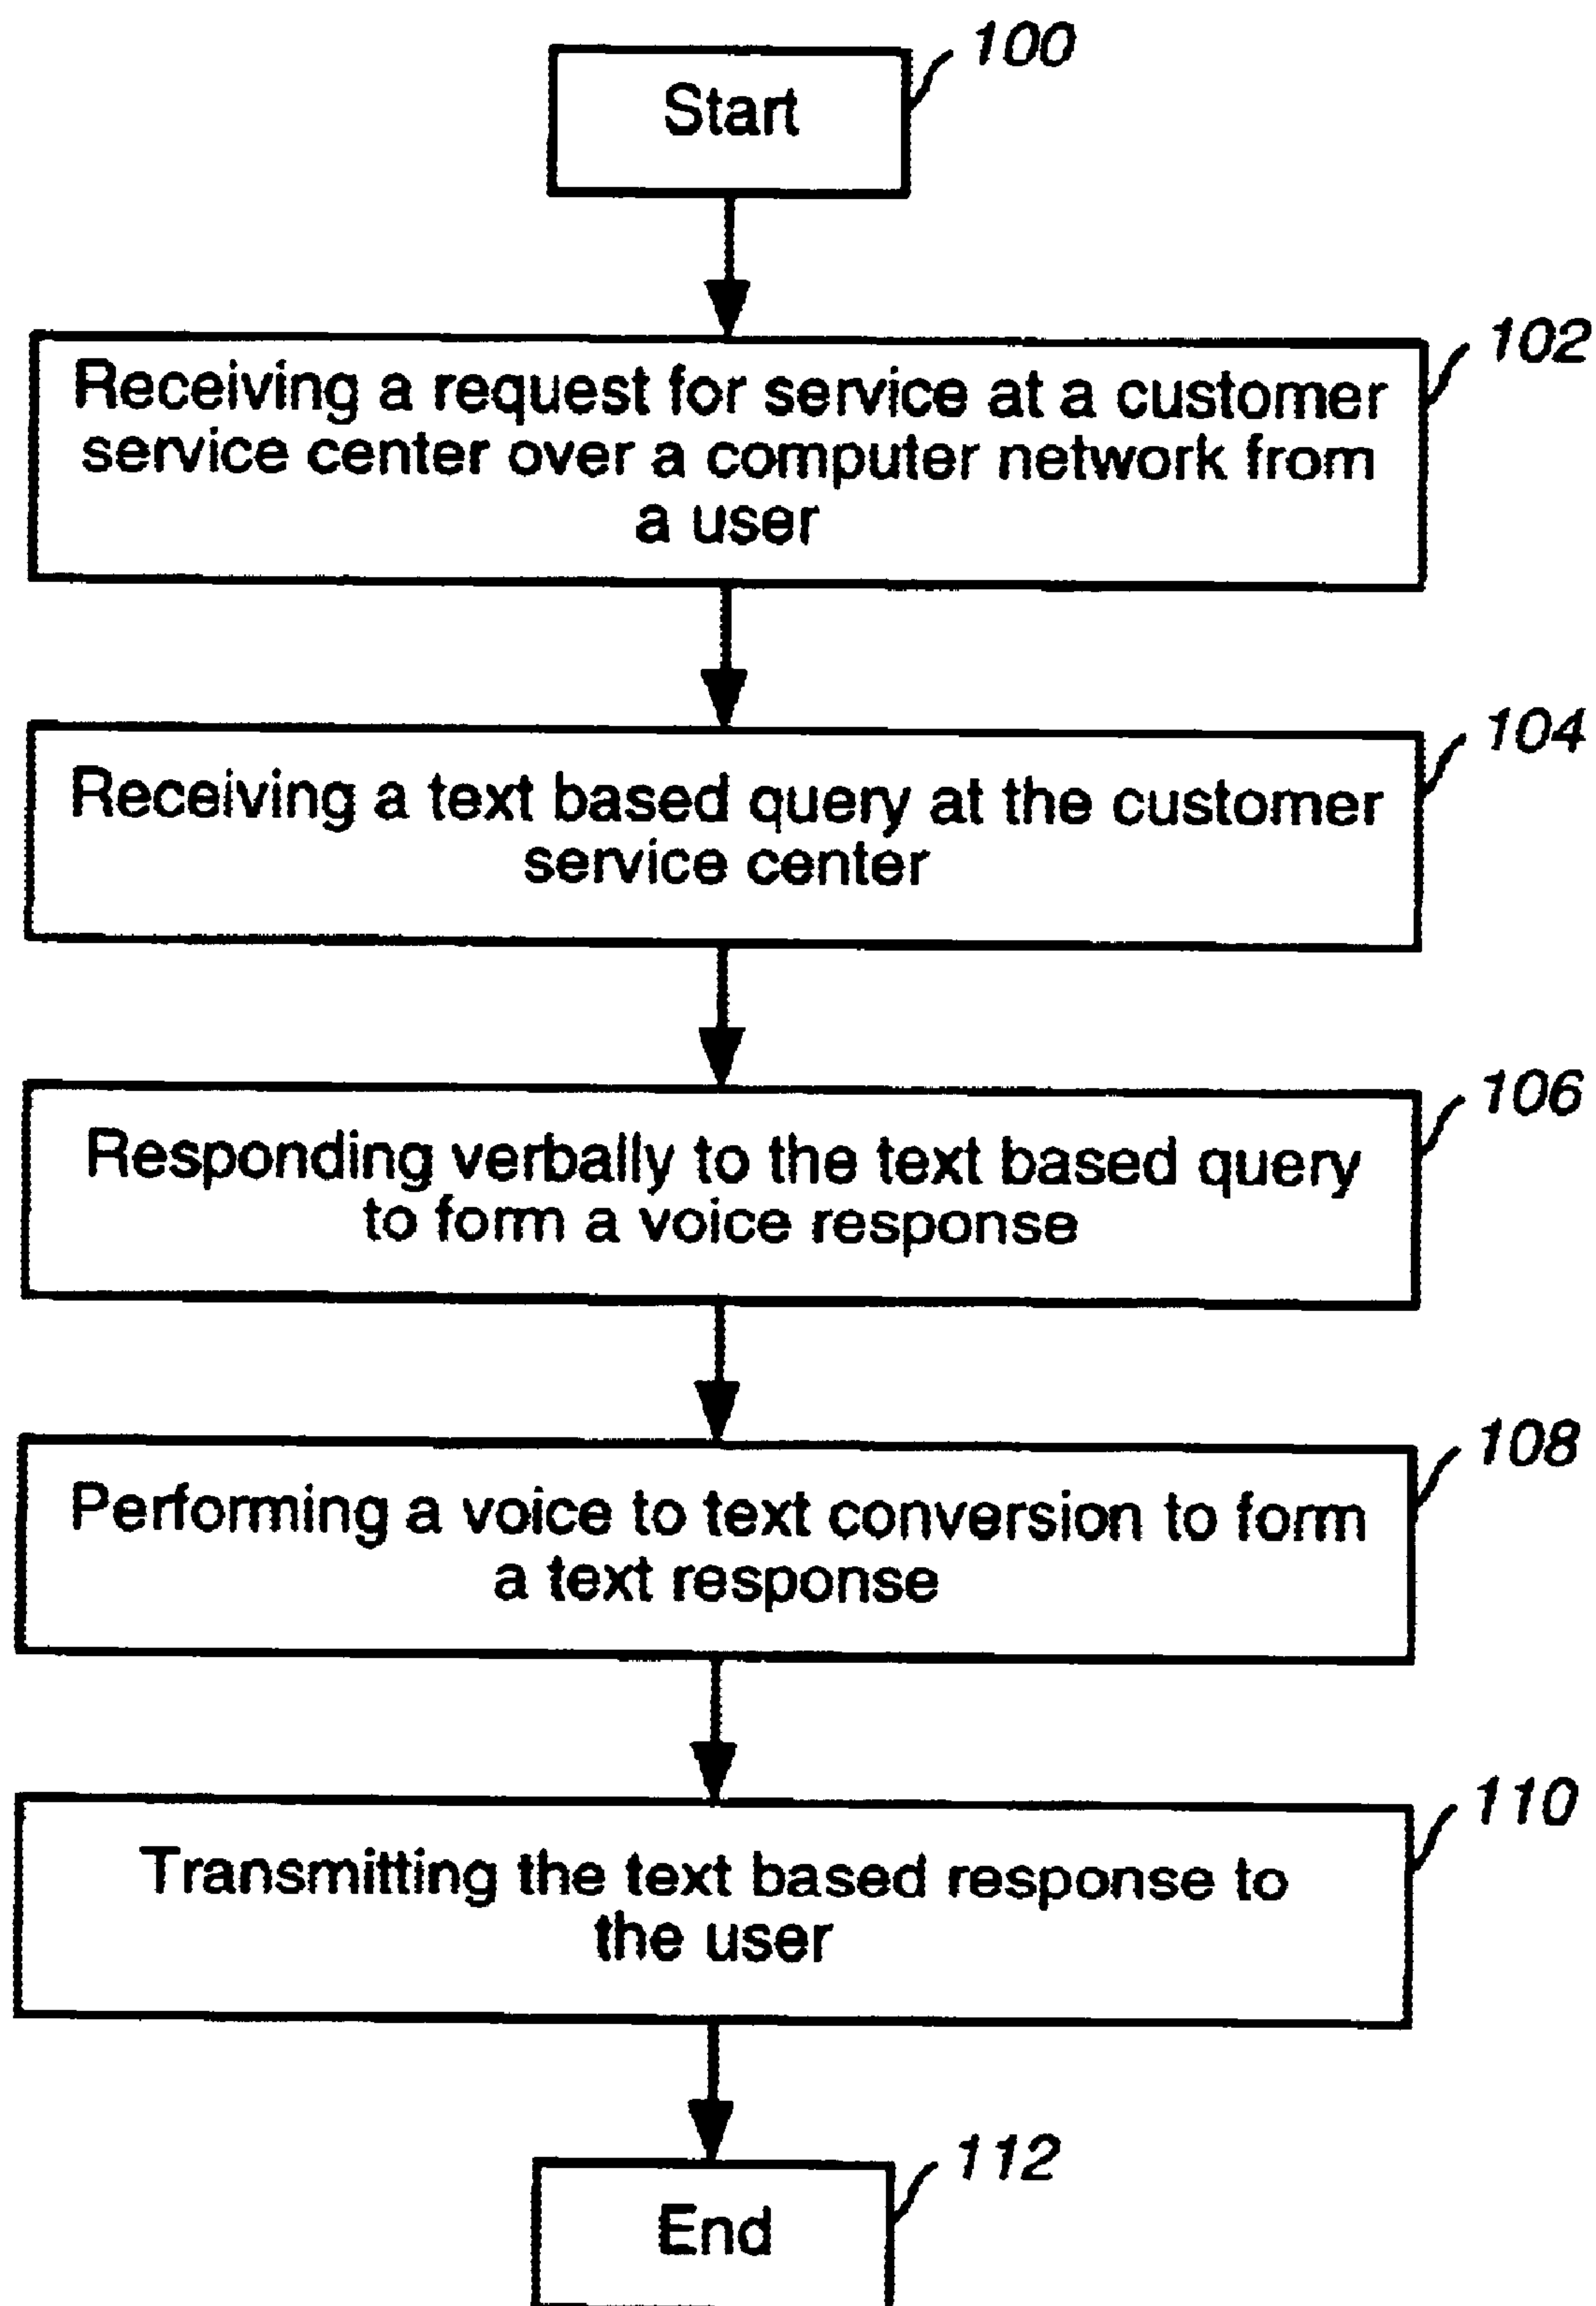 100
Start
102
Receiving a request for service at a customer
service center over a computer network from
a user
104
Receiving a text based query at the customer
service center
106
Responding verbally to the text based query
to form a voice response
108
Performing a voice to text conversion to form
a text response
110
Transmitting the text based response to
the user
112
End